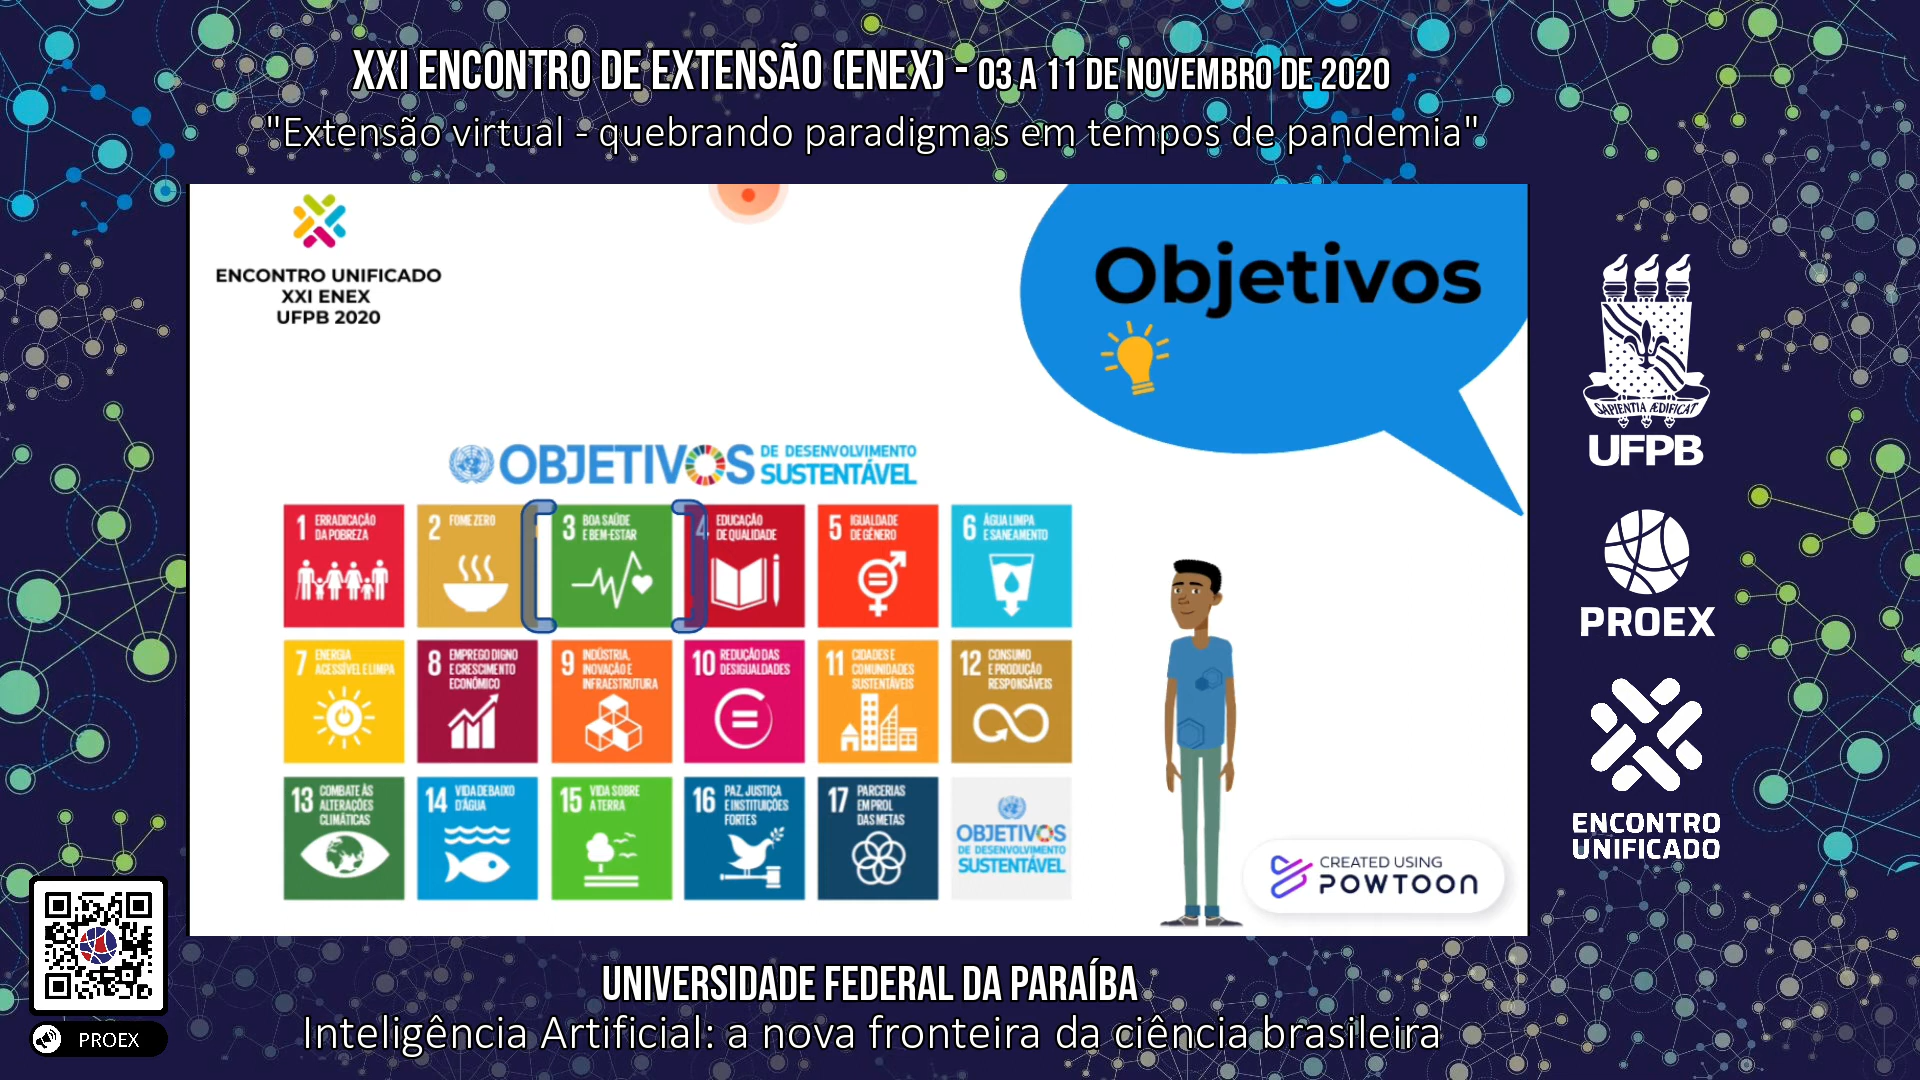 XXI ENCONTRO DE EXTENSÃO (ENEX) - 03 A 11 DE NOVEMBRO DE 2020
"Extensão virtual - quebrando paradigmas em tempos de pandemia"
ENCONTRO UNIFICADO
XXI ENEX
UFPB 2020
Objetivos
OBJETIVOS DE DESENVOLVIMENTO
SUSTENTÁVEL
1 ERRADICAÇÃO
DA POBREZA
2 FOME ZERO
3 BOA SAÚDE
E BEM-ESTAR
4 EDUCAÇÃO
DE QUALIDADE
5 IGUALDADE
DE GÊNERO
6 ÁGUA LIMPA
E SANEAMENTO
7 ENERGIA
ACESSÍVEL E LIMPA
8 EMPREGO DIGNO
E CRESCIMENTO
ECONÔMICO
9 INDÚSTRIA,
INOVAÇÃO E
INFRAESTRUTURA
10 REDUÇÃO DAS
DESIGUALDADES
11 CIDADES E
COMUNIDADES
SUSTENTÁVEIS
12 CONSUMO
E PRODUÇÃO
RESPONSÁVEIS
13 COMBATE ÀS
ALTERAÇÕES
CLIMÁTICAS
14 VIDA DEBAIXO
D'ÁGUA
15 VIDA SOBRE
A TERRA
16 PAZ, JUSTIÇA
E INSTITUIÇÕES
FORTES
17 PARCERIAS
EM PROL
DAS METAS
OBJETIVOS
DE DESENVOLVIMENTO
SUSTENTÁVEL
CREATED USING
POWTOON
SAPIENTIA ÆDIFICAT
UFPB
PROEX
ENCONTRO
UNIFICADO
PROEX
UNIVERSIDADE FEDERAL DA PARAÍBA
Inteligência Artificial: a nova fronteira da ciência brasileira